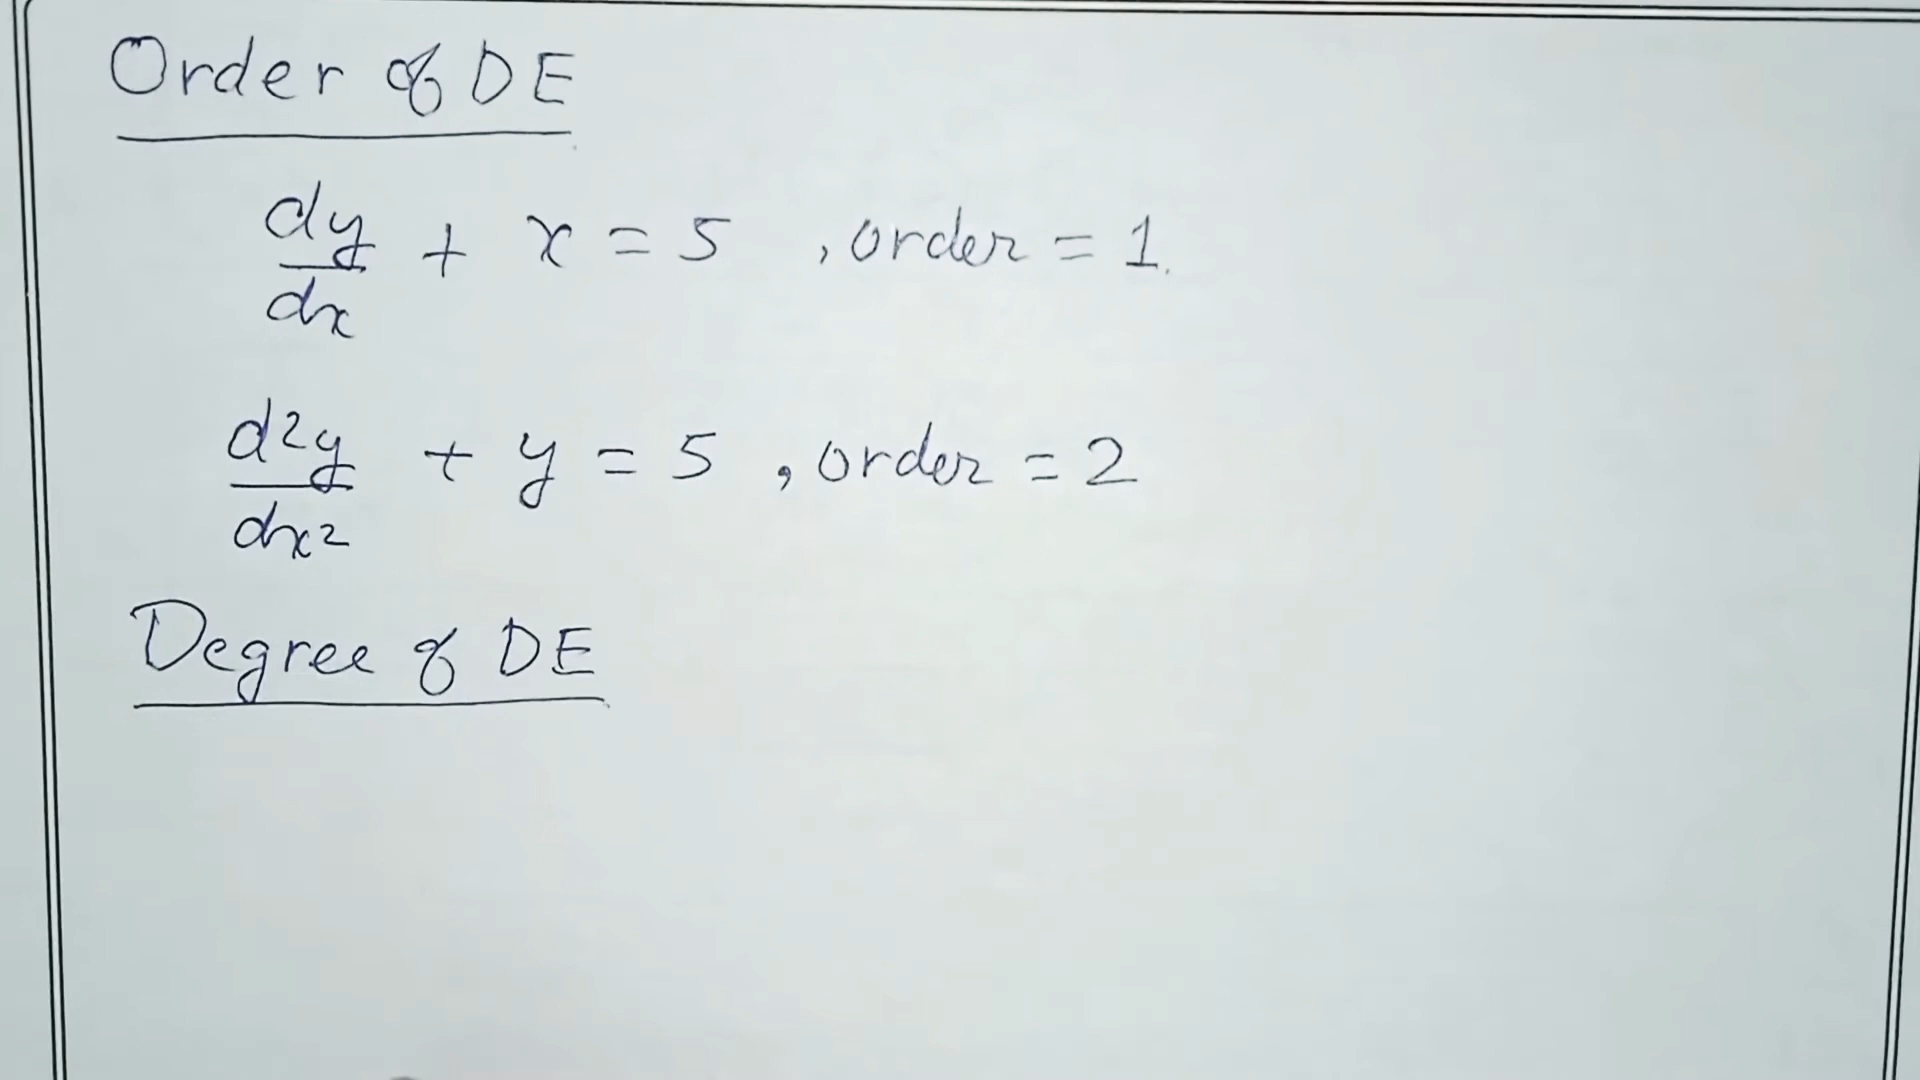 Order of DE
dy/dx + x = 5 , order = 1.
d²y/dx² + y = 5 , order = 2
Degree of DE